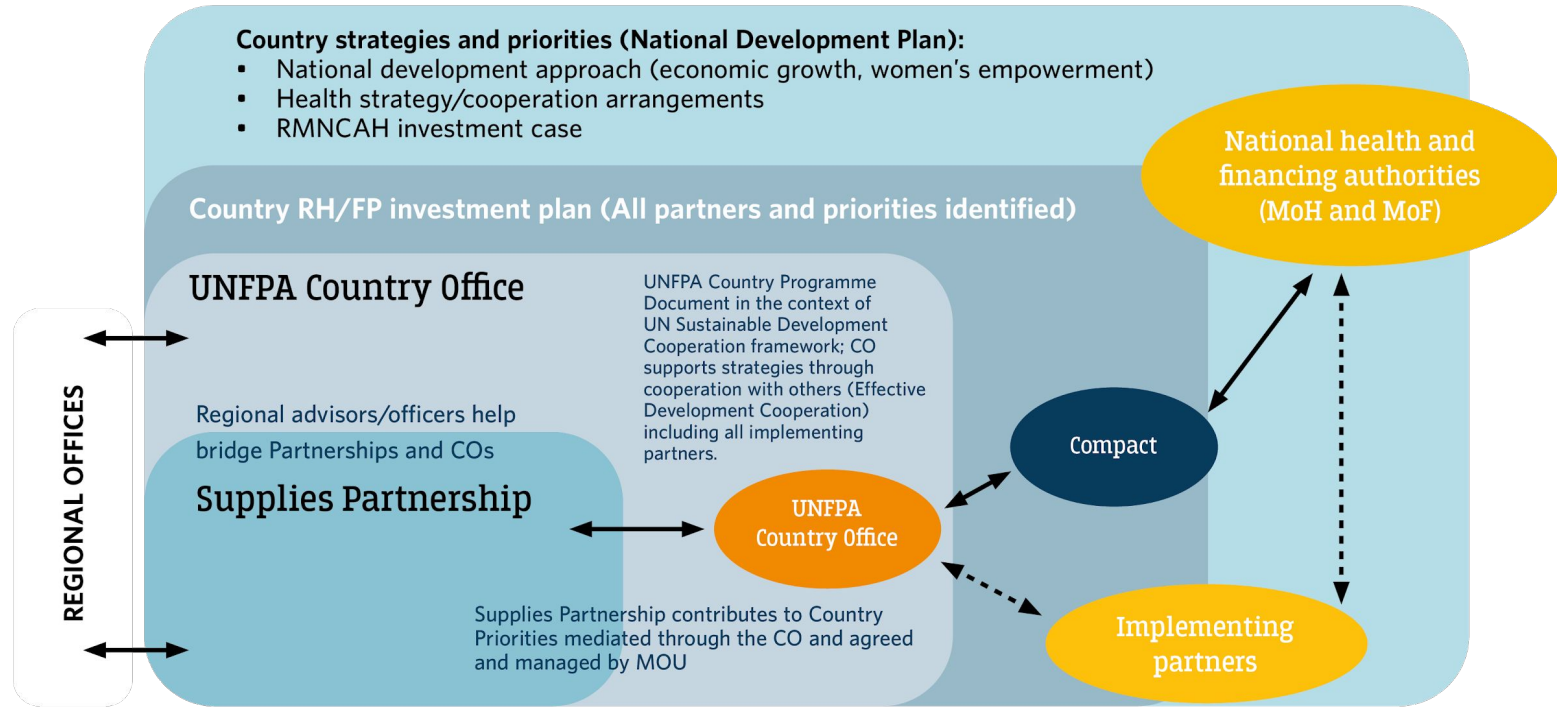 Country strategies and priorities (National Development Plan):
▪ National development approach (economic growth, women's empowerment)
▪ Health strategy/cooperation arrangements
▪ RMNCAH investment case
National health and
financing authorities
(MoH and MoF)
Country RH/FP investment plan (All partners and priorities identified)
UNFPA Country Office
UNFPA Country Programme
Document in the context of
UN Sustainable Development
Cooperation framework; CO
supports strategies through
cooperation with others (Effective
Development Cooperation)
including all implementing
partners.
REGIONAL OFFICES
Regional advisors/officers help
bridge Partnerships and COs
Supplies Partnership
UNFPA
Country Office
Compact
Supplies Partnership contributes to Country
Priorities mediated through the CO and agreed
and managed by MOU
Implementing
partners